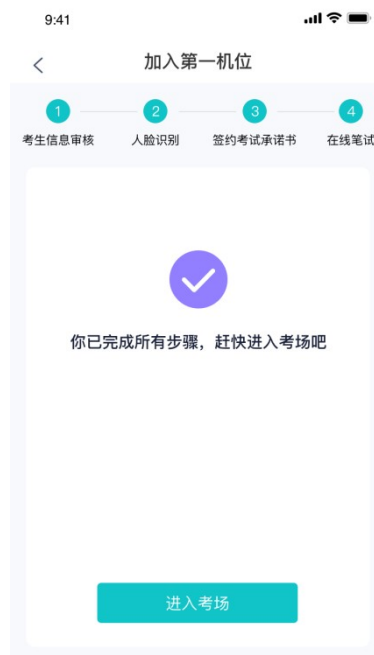 9:41
加入第一机位
1 2 3 4
考生信息审核 人脸识别 签约考试承诺书 在线笔试
你已完成所有步骤，赶快进入考场吧
进入考场